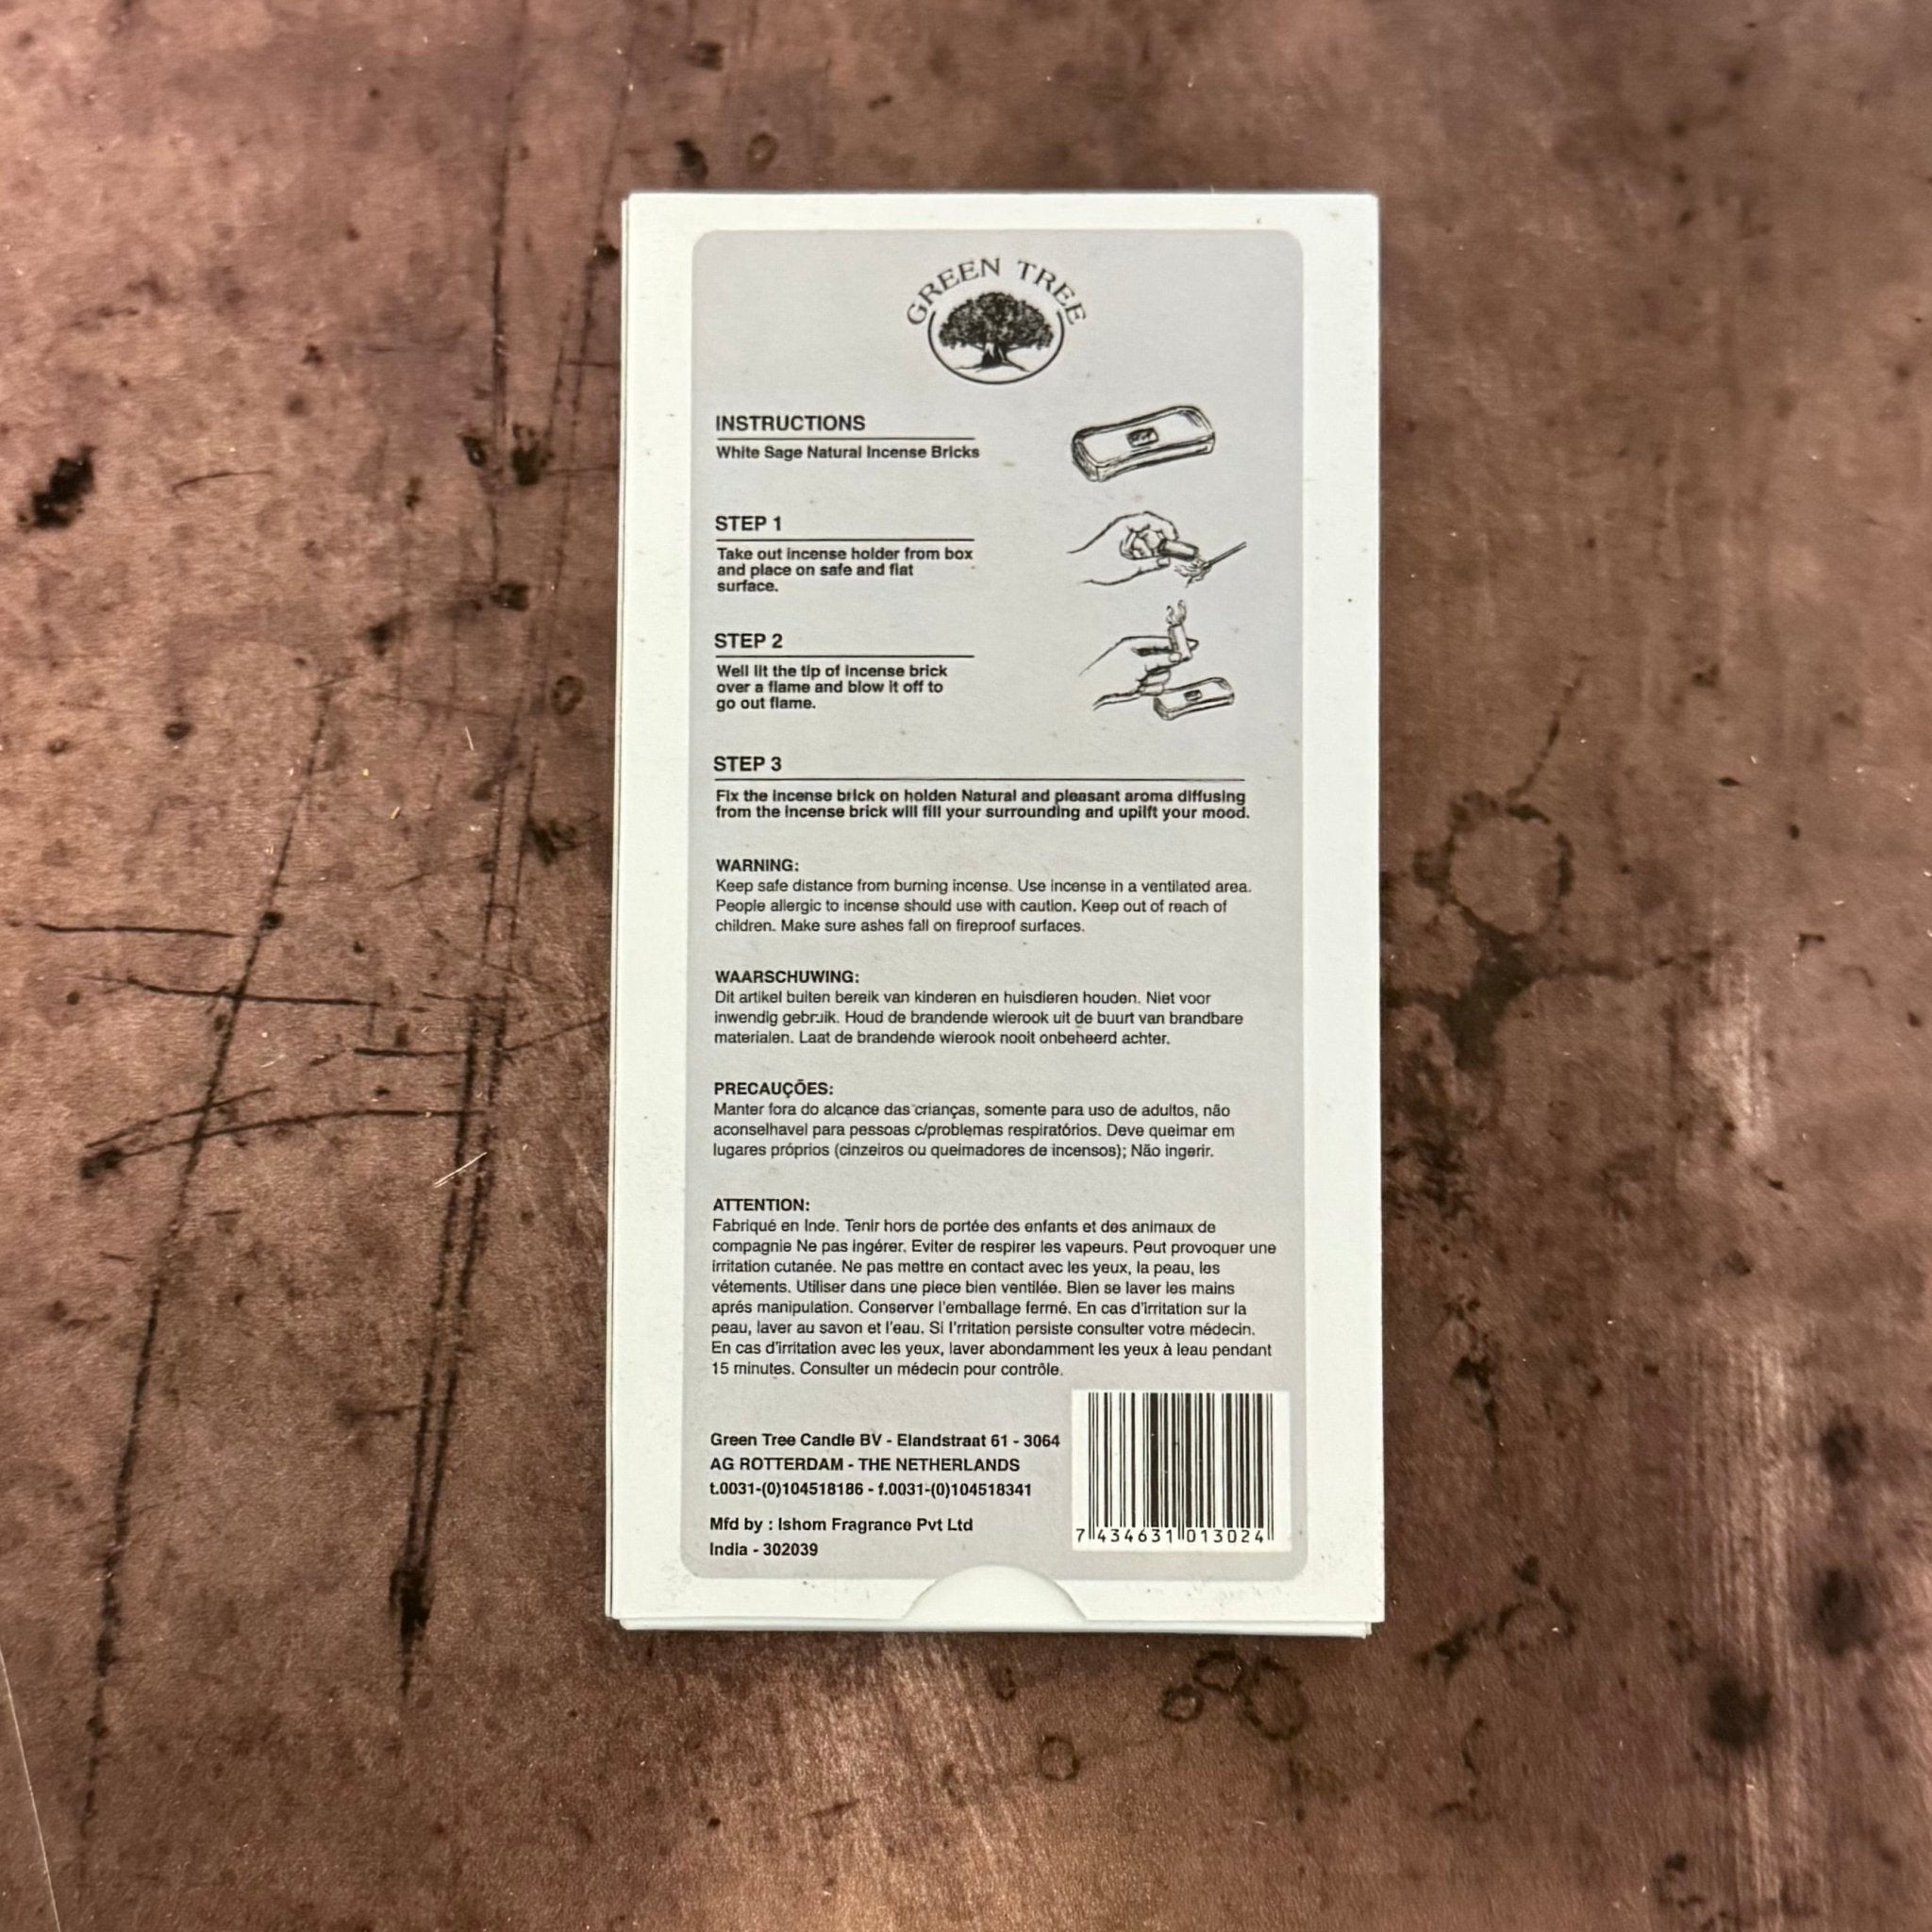 GREEN TREE
INSTRUCTIONS
White Sage Natural Incense Bricks
STEP 1
Take out incense holder from box
and place on safe and flat
surface.
STEP 2
Well lit the tip of incense brick
over a flame and blow it off to
go out flame.
STEP 3
Fix the incense brick on holden Natural and pleasant aroma diffusing
from the incense brick will fill your surrounding and uplift your mood.
WARNING:
Keep safe distance from burning incense. Use incense in a ventilated area.
People allergic to incense should use with caution. Keep out of reach of
children. Make sure ashes fall on fireproof surfaces.
WAARSCHUWING:
Dit artikel buiten bereik van kinderen en huisdieren houden. Niet voor
inwendig gebruik. Houd de brandende wierook uit de buurt van brandbare
materialen. Laat de brandende wierook nooit onbeheerd achter.
PRECAUÇÕES:
Manter fora do alcance das crianças, somente para uso de adultos, não
aconselhavel para pessoas c/problemas respiratórios. Deve queimar em
lugares próprios (cinzeiros ou queimadores de incensos); Não ingerir.
ATTENTION:
Fabriqué en Inde. Tenir hors de portée des enfants et des animaux de
compagnie Ne pas ingérer. Eviter de respirer les vapeurs. Peut provoquer une
irritation cutanée. Ne pas mettre en contact avec les yeux, la peau, les
vétements. Utiliser dans une piece bien ventilée. Bien se laver les mains
aprés manipulation. Conserver l'emballage fermé. En cas d'irritation sur la
peau, laver au savon et l'eau. Si l'rritation persiste consulter votre médecin.
En cas d'irritation avec les yeux, laver abondamment les yeux à leau pendant
15 minutes. Consulter un médecin pour contrôle.
Green Tree Candle BV - Elandstraat 61 - 3064
AG ROTTERDAM - THE NETHERLANDS
t.0031-(0)104518186 - f.0031-(0)104518341
Mfd by : Ishom Fragrance Pvt Ltd
India - 302039
7 434631 013024